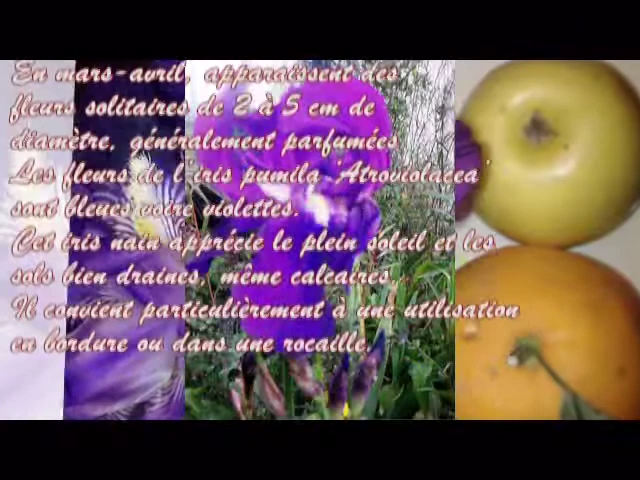 En mars-avril, apparaissent des
fleurs solitaires de 2 à 5 cm de
diamètre, généralement parfumées.
Les fleurs de l'iris pumila 'Atroviolacea'
sont bleues voire violettes.
Cet iris nain apprécie le plein soleil et les
sols bien drainés, même calcaires.
Il convient particulièrement à une utilisation
en bordure ou dans une rocaille.